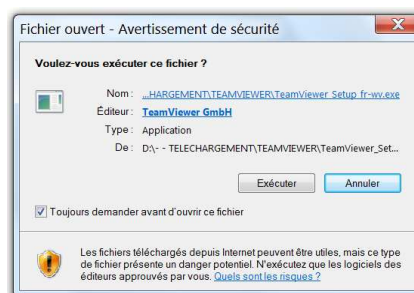 Fichier ouvert - Avertissement de sécurité
Voulez-vous exécuter ce fichier ?
Nom : ...HARGEMENT\TEAMVIEWER\TeamViewer Setup fr-wv.exe
Éditeur : TeamViewer GmbH
Type : Application
De : D:\- - TELECHARGEMENT\TEAMVIEWER\TeamViewer_Set...
Exécuter
Annuler
Toujours demander avant d'ouvrir ce fichier
Les fichiers téléchargés depuis Internet peuvent être utiles, mais ce type
de fichier présente un danger potentiel. N'exécutez que les logiciels des
éditeurs approuvés par vous. Quels sont les risques ?